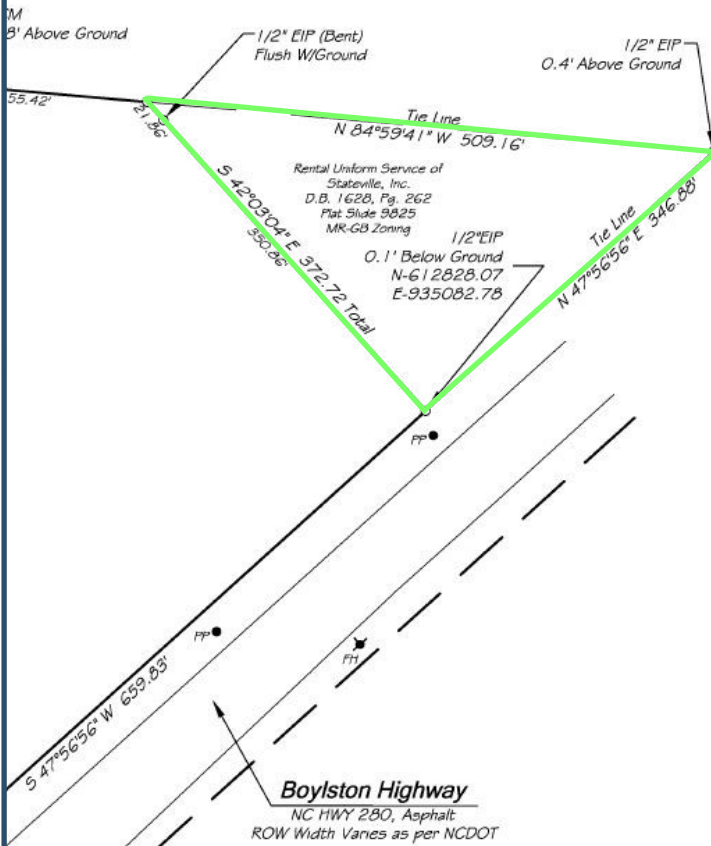 8' Above Ground
1/2" EIP (Bent)
Flush W/Ground
1/2" EIP
0.4' Above Ground
55.42'
21.86'
Tie Line
N 84°59'41" W 509.16'
Rental Uniform Service of
Stateville, Inc.
D.B. 1628, Pg. 262
Plat Slide 9825
MR-GB Zoning
S 42°03'04" E 372.72 Total
350.86'
1/2"EIP
0.1' Below Ground
N-612828.07
E-935082.78
Tie Line
N 47°56'56" E 346.88'
PP
PP
FH
S 47°56'56" W 659.83'
Boylston Highway
NC HWY 280, Asphalt
ROW Width Varies as per NCDOT